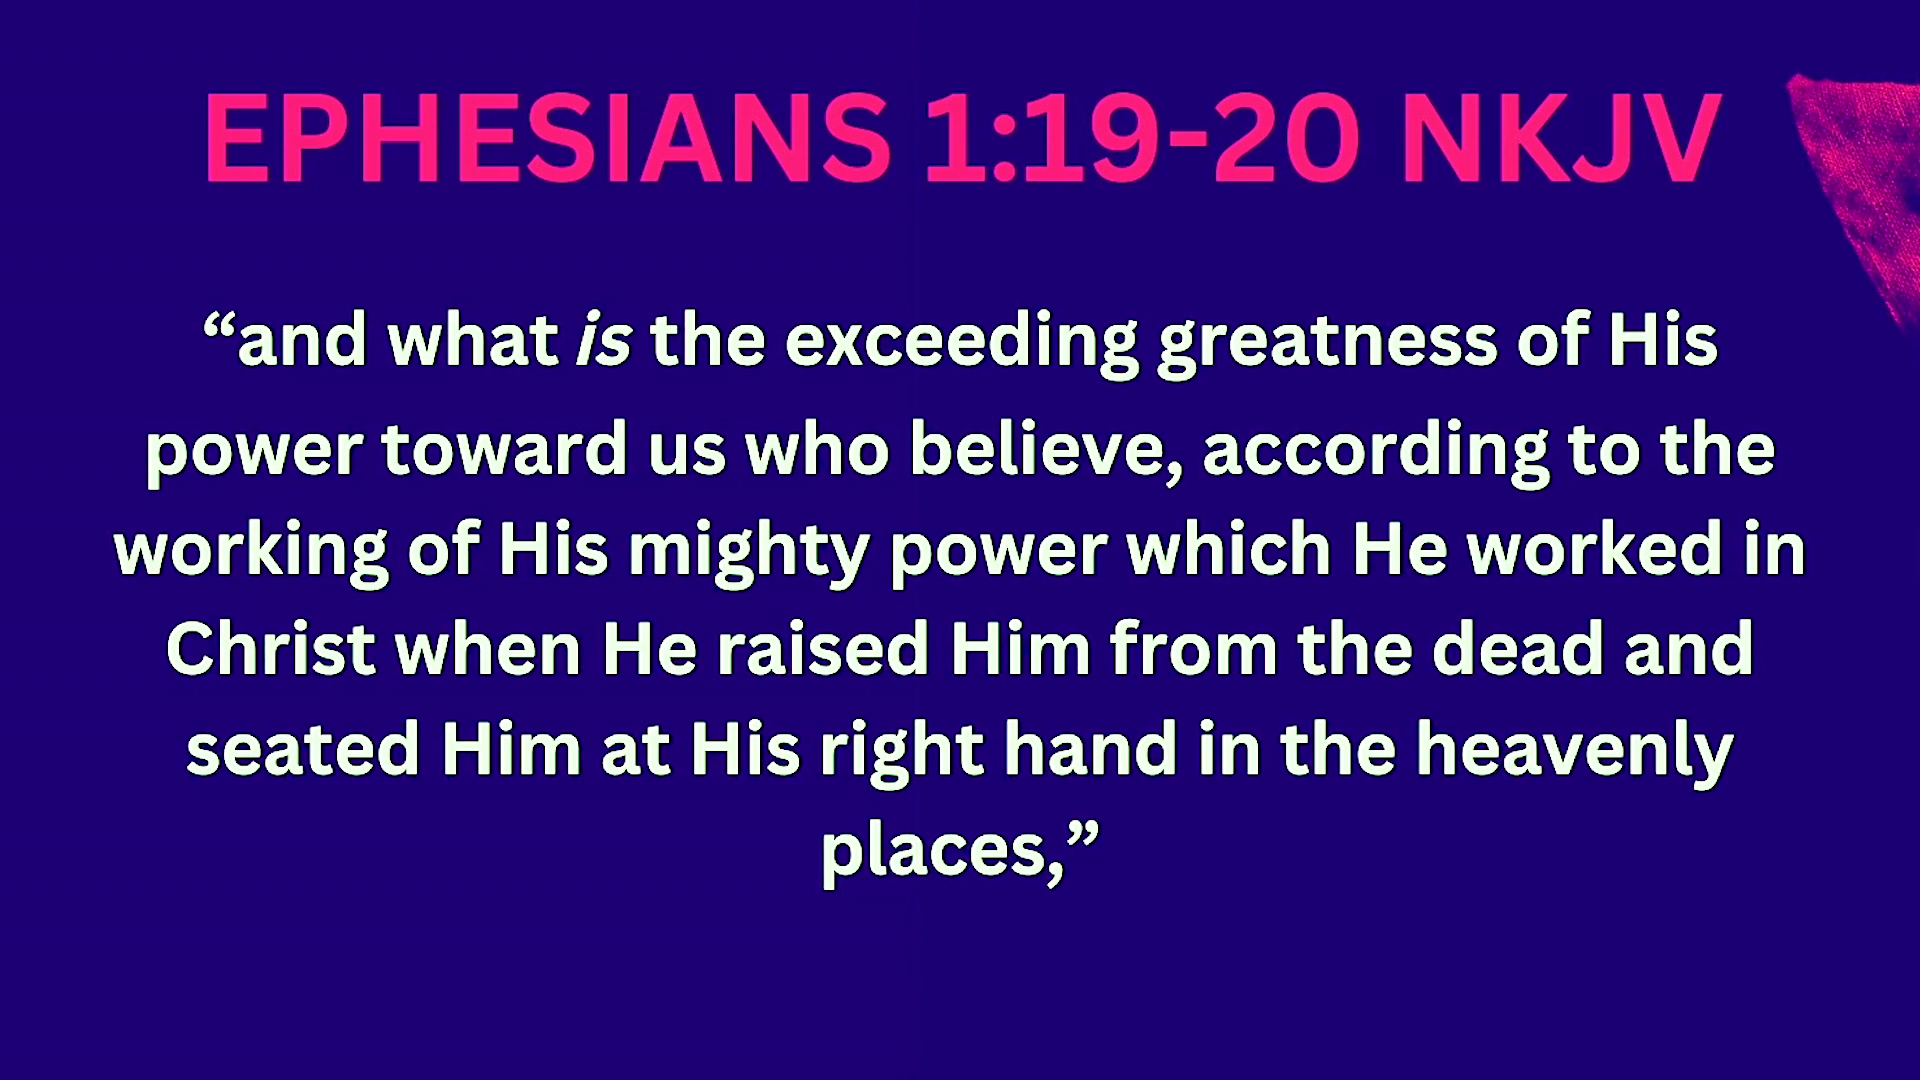 EPHESIANS 1:19-20 NKJV
“and what is the exceeding greatness of His
power toward us who believe, according to the
working of His mighty power which He worked in
Christ when He raised Him from the dead and
seated Him at His right hand in the heavenly
places,”